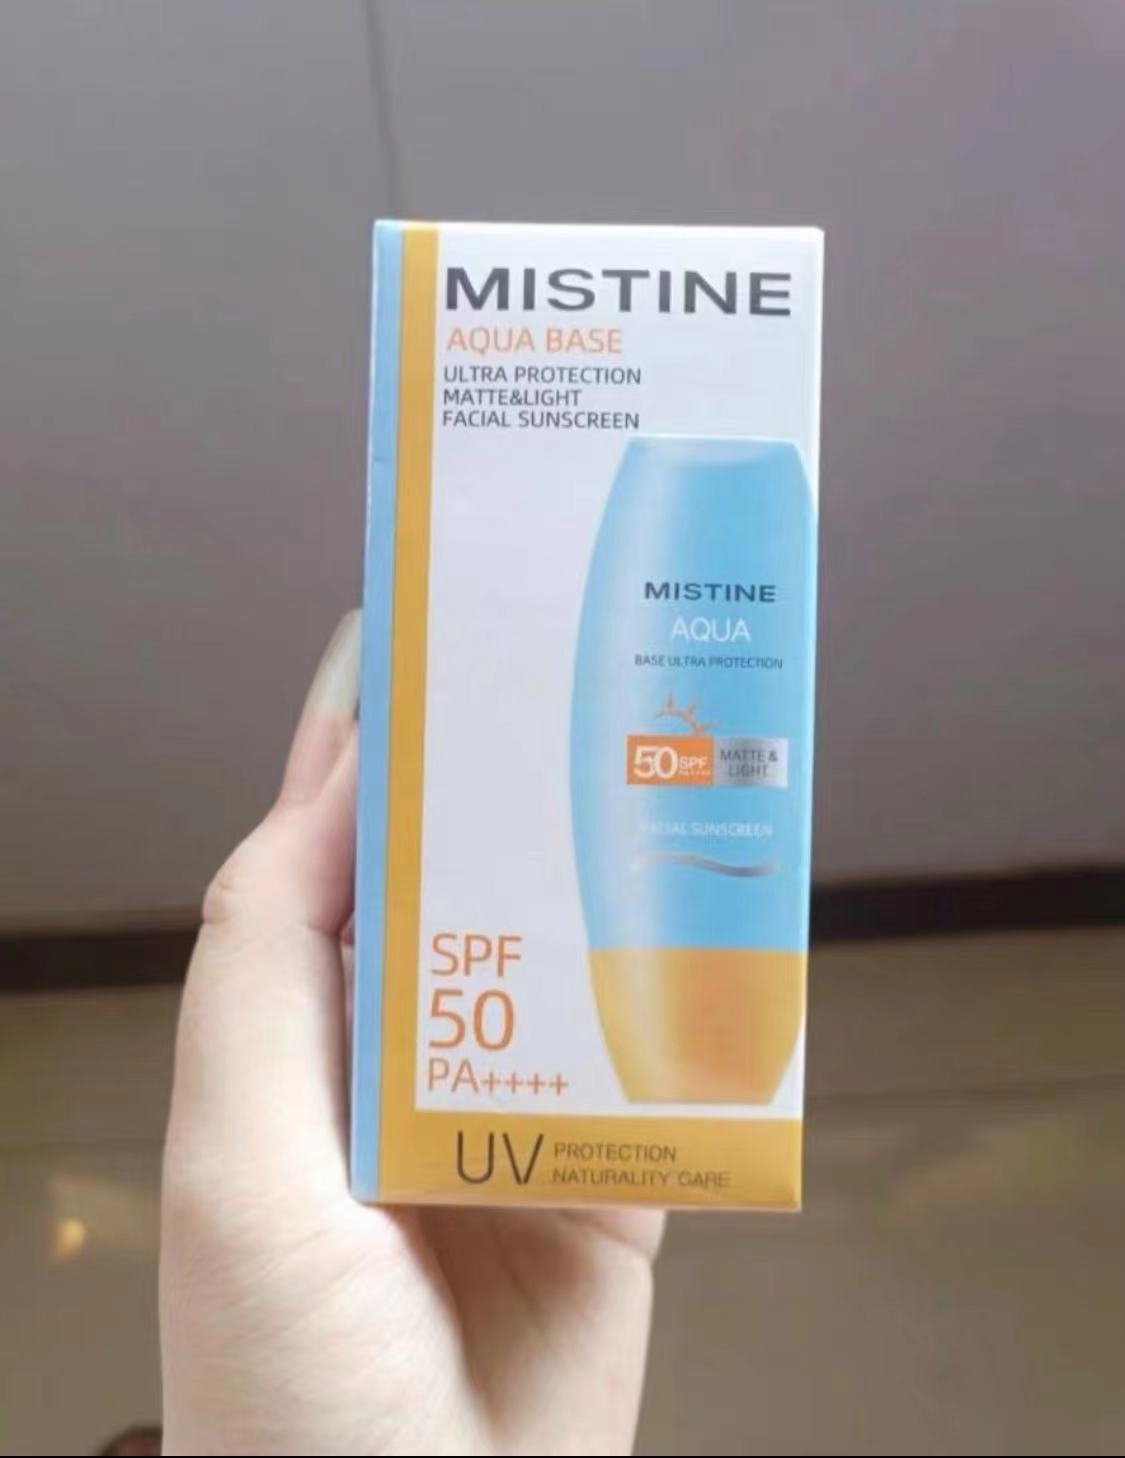 MISTINE
AQUA BASE
ULTRA PROTECTION
MATTE&LIGHT
FACIAL SUNSCREEN
MISTINE
AQUA
BASE ULTRA PROTECTION
50 SPF
PA++++
MATTE &
LIGHT
FACIAL SUNSCREEN
SPF
50
PA++++
UV PROTECTION
NATURALITY CARE